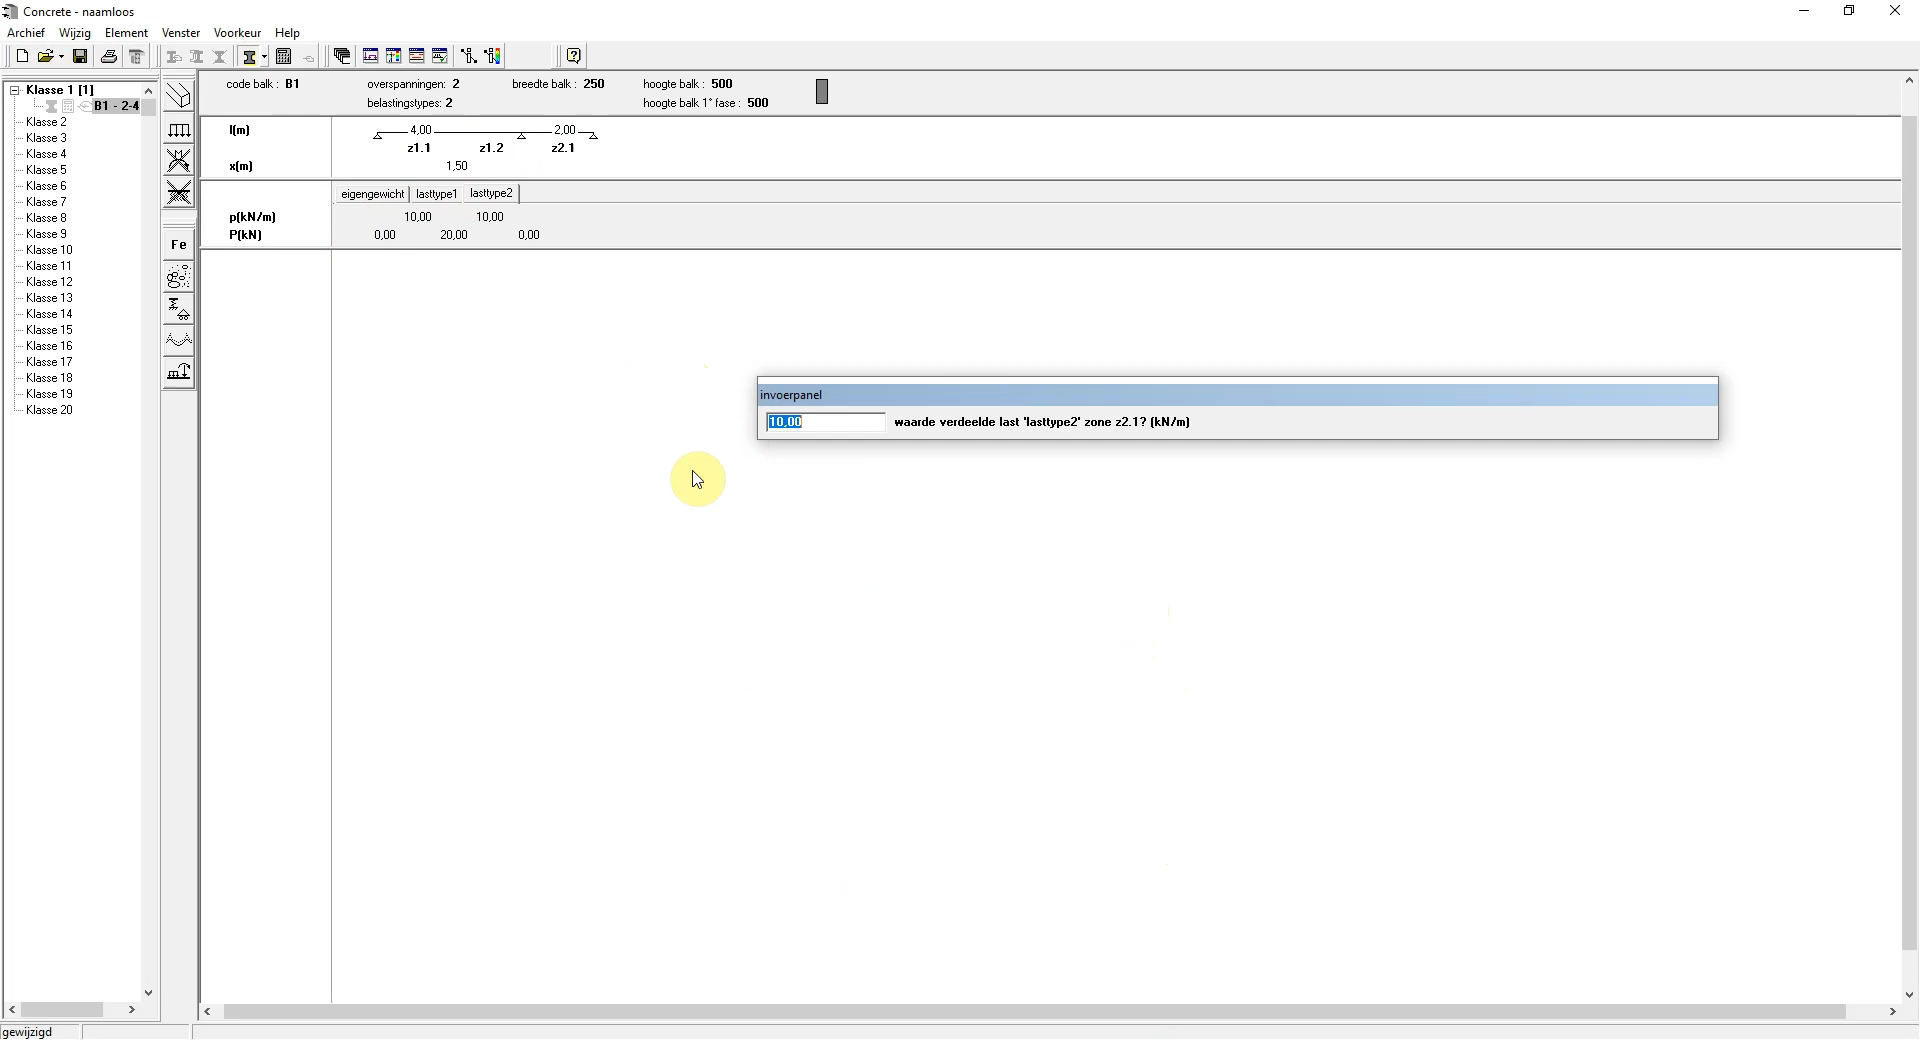 Concrete - naamloos
Archief Wijzig Element Venster Voorkeur Help
Klasse 1 [1]
B1 - 2-4
Klasse 2
Klasse 3
Klasse 4
Klasse 5
Klasse 6
Klasse 7
Klasse 8
Klasse 9
Klasse 10
Klasse 11
Klasse 12
Klasse 13
Klasse 14
Klasse 15
Klasse 16
Klasse 17
Klasse 18
Klasse 19
Klasse 20
Fe
code balk : B1 overspanningen: 2 breedte balk : 250 hoogte balk : 500
belastingstypes: 2 hoogte balk 1° fase : 500
l(m) 4,00 2,00
z1.1 z1.2 z2.1
x(m) 1,50
eigengewicht lasttype1 lasttype2
p(kN/m) 10,00 10,00
P(kN) 0,00 20,00 0,00
invoerpanel
10,00 waarde verdeelde last 'lasttype2' zone z2.1? (kN/m)
gewijzigd